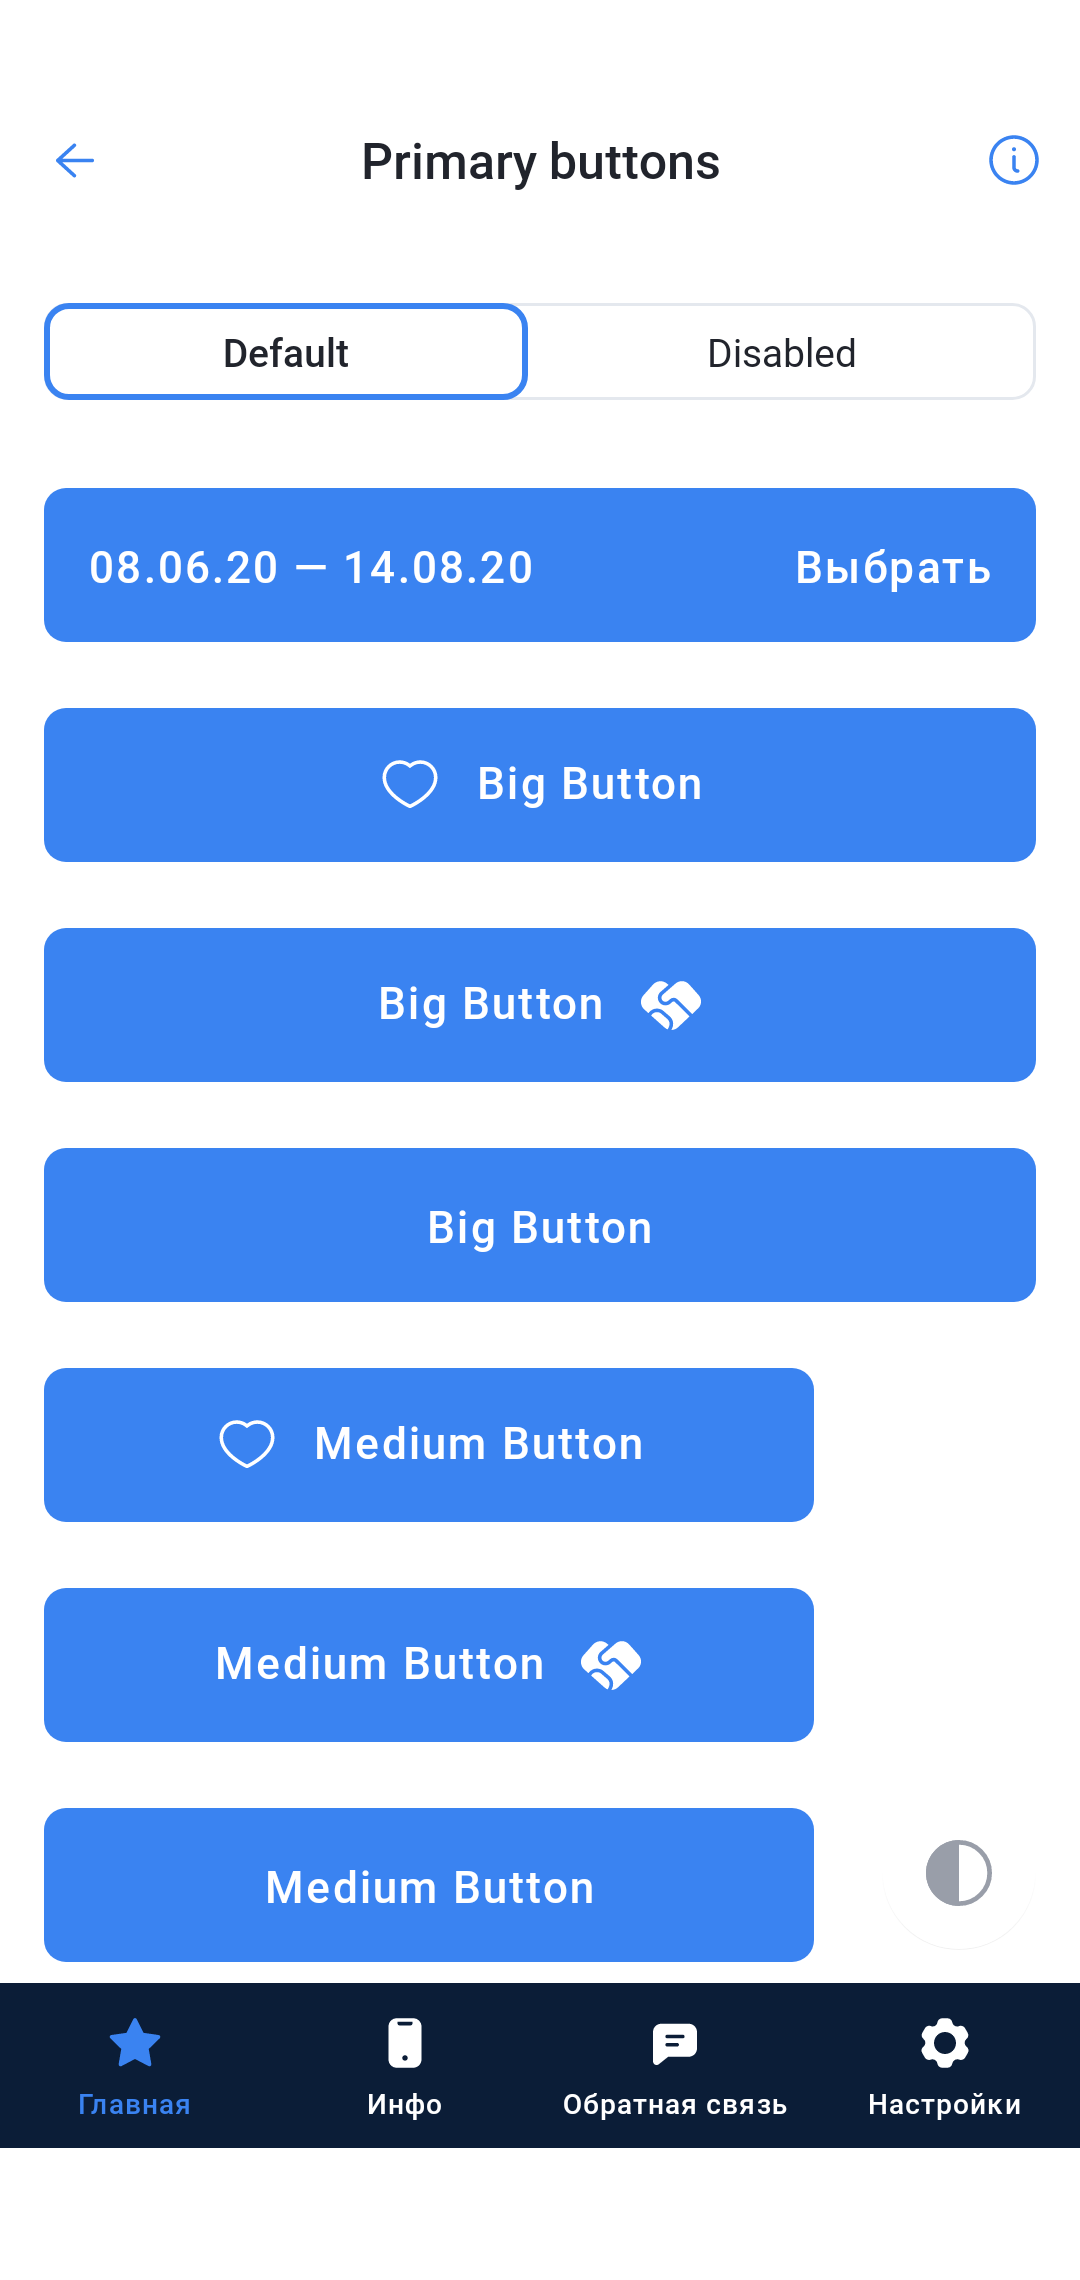 Primary buttons
Default
Disabled
08.06.20 — 14.08.20
Выбрать
Big Button
Big Button
Big Button
Medium Button
Medium Button
Medium Button
Главная
Инфо
Обратная связь
Настройки